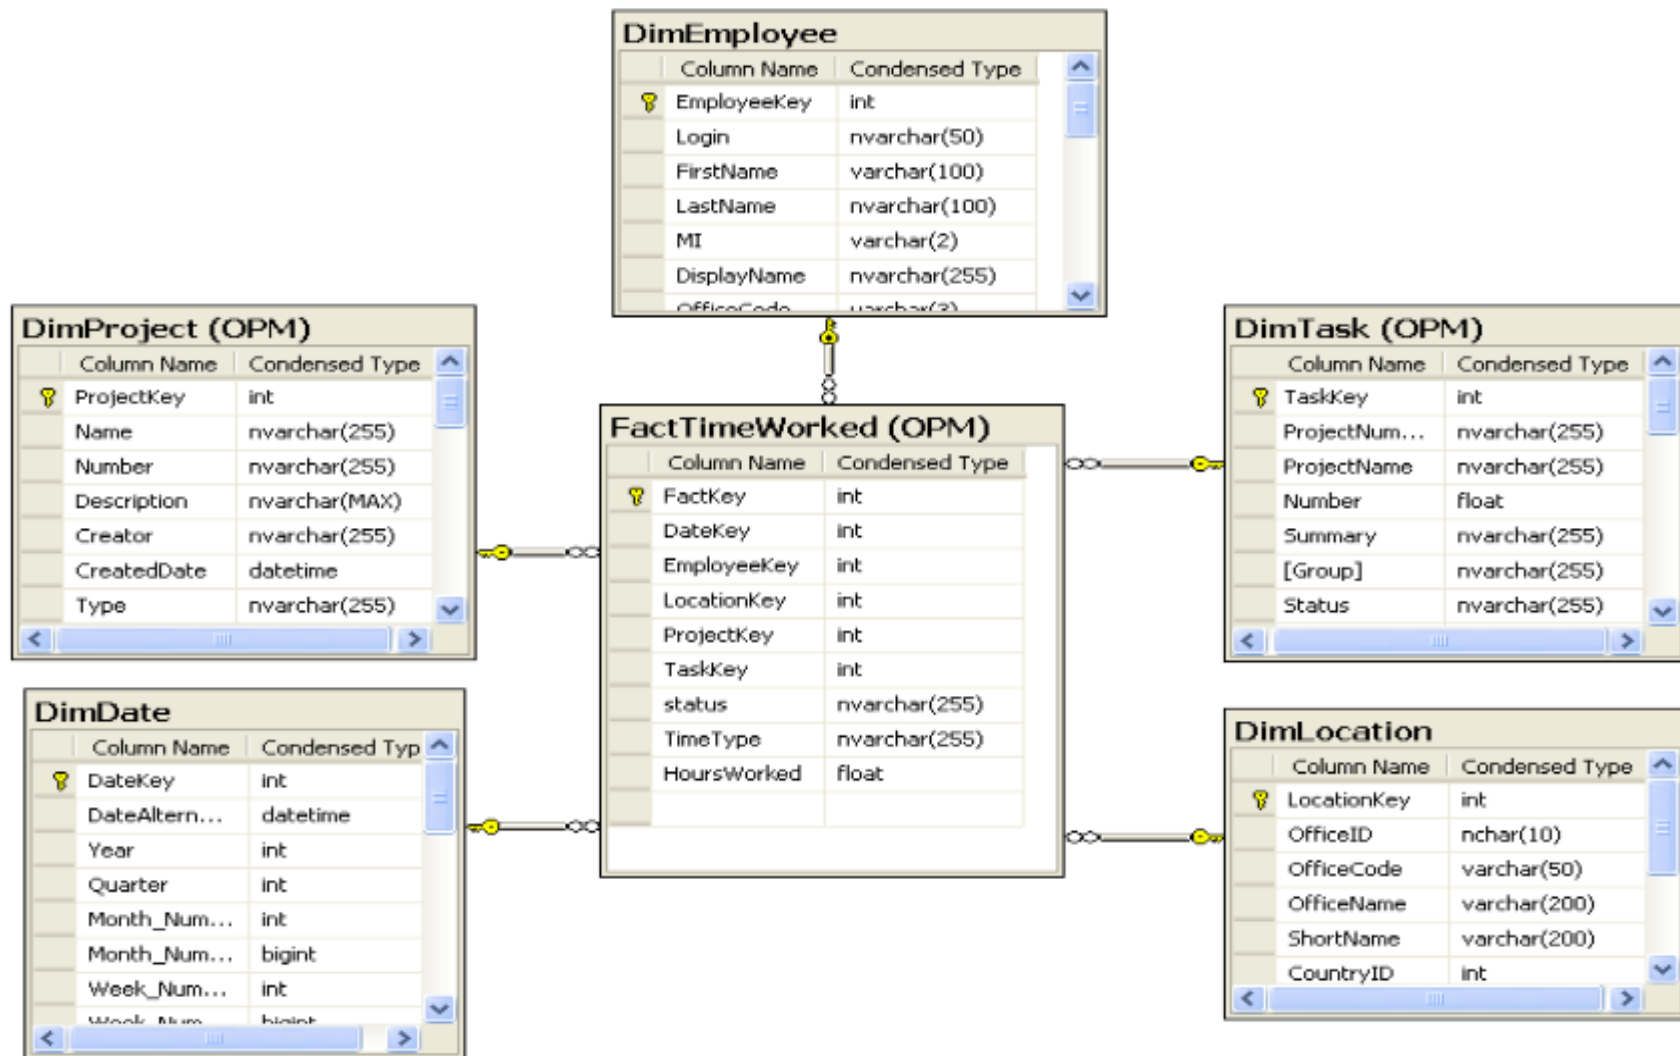 DimEmployee
Column Name Condensed Type
EmployeeKey int
Login nvarchar(50)
FirstName varchar(100)
LastName nvarchar(100)
MI varchar(2)
DisplayName nvarchar(255)
OfficeCode varchar(3)
DimProject (OPM)
Column Name Condensed Type
ProjectKey int
Name nvarchar(255)
Number nvarchar(255)
Description nvarchar(MAX)
Creator nvarchar(255)
CreatedDate datetime
Type nvarchar(255)
FactTimeWorked (OPM)
Column Name Condensed Type
FactKey int
DateKey int
EmployeeKey int
LocationKey int
ProjectKey int
TaskKey int
status nvarchar(255)
TimeType nvarchar(255)
HoursWorked float
DimTask (OPM)
Column Name Condensed Type
TaskKey int
ProjectNum... nvarchar(255)
ProjectName nvarchar(255)
Number float
Summary nvarchar(255)
[Group] nvarchar(255)
Status nvarchar(255)
DimDate
Column Name Condensed Typ
DateKey int
DateAltern... datetime
Year int
Quarter int
Month_Num... int
Month_Num... bigint
Week_Num... int
Week_Num... bigint
DimLocation
Column Name Condensed Type
LocationKey int
OfficeID nchar(10)
OfficeCode varchar(50)
OfficeName varchar(200)
ShortName varchar(200)
CountryID int